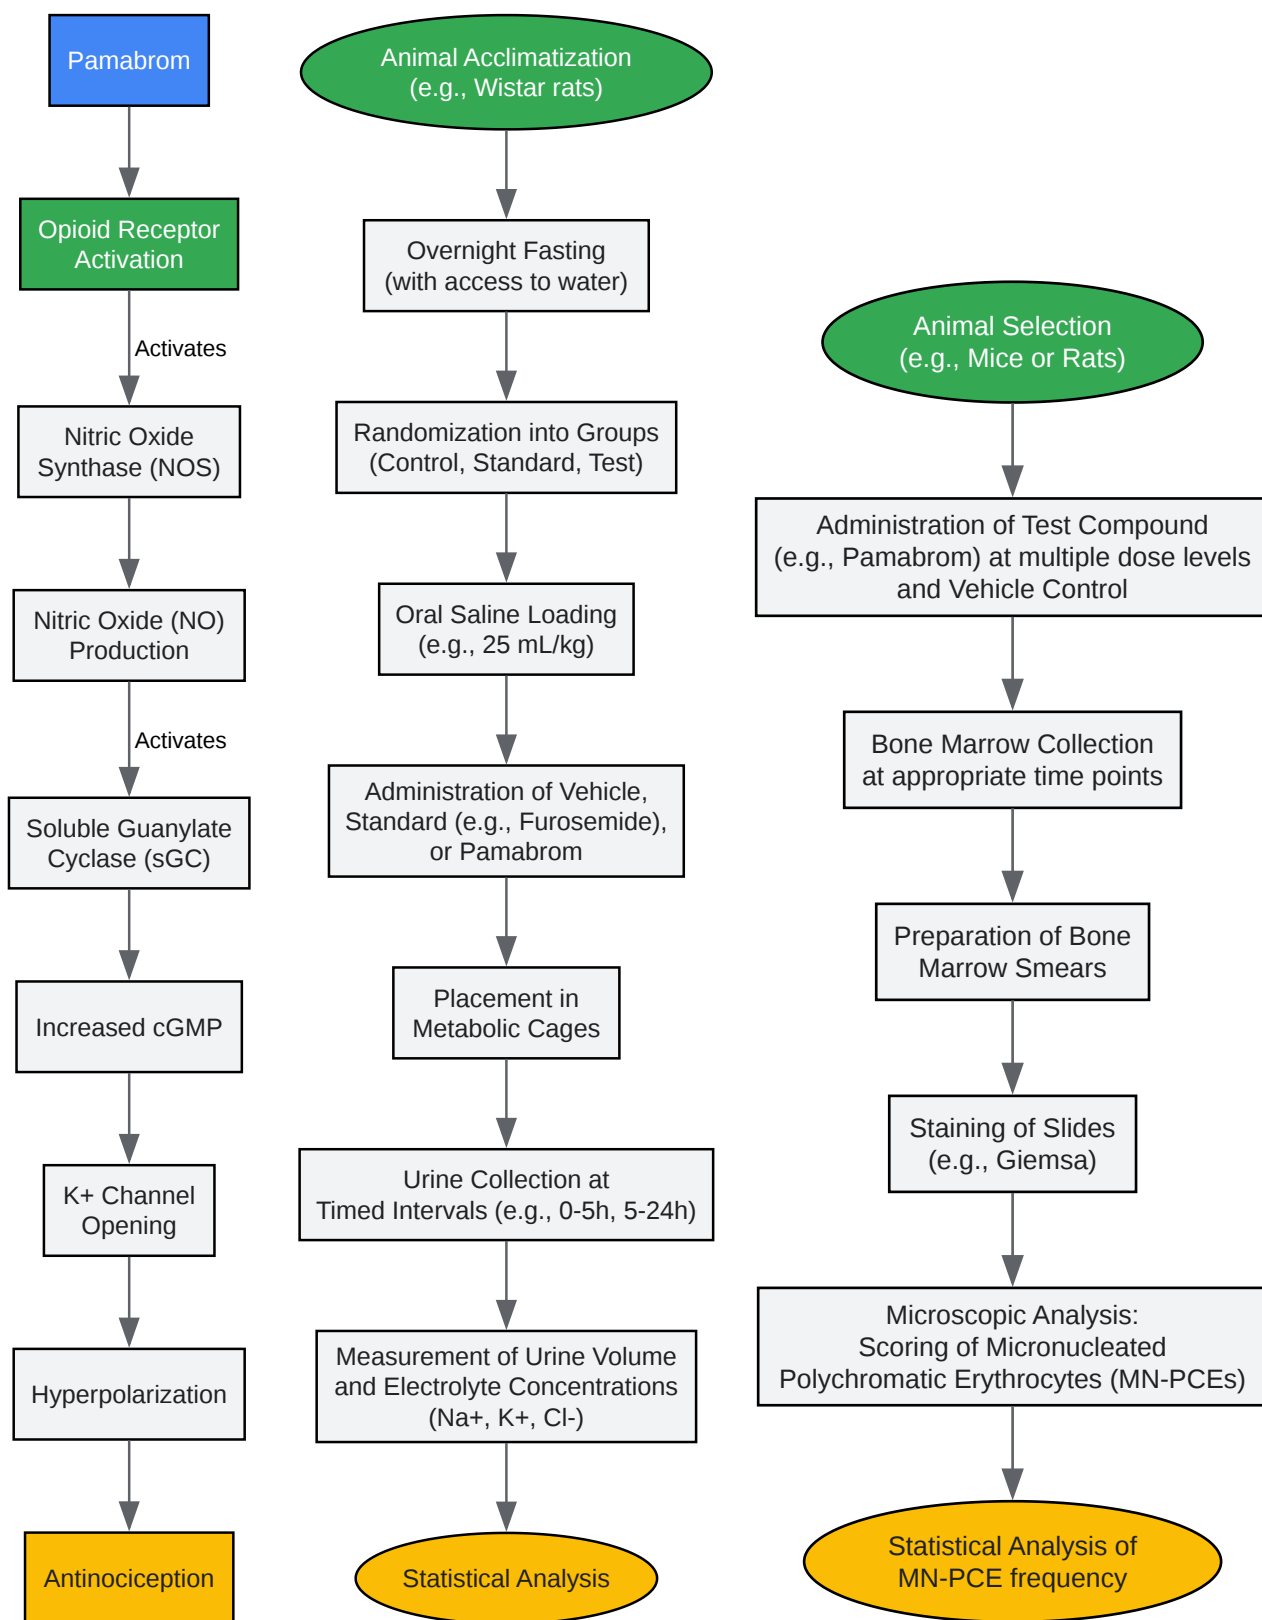 Pamabrom
Opioid Receptor
Activation
Activates
Nitric Oxide
Synthase (NOS)
Nitric Oxide (NO)
Production
Activates
Soluble Guanylate
Cyclase (sGC)
Increased cGMP
K+ Channel
Opening
Hyperpolarization
Antinociception
Animal Acclimatization
(e.g., Wistar rats)
Overnight Fasting
(with access to water)
Randomization into Groups
(Control, Standard, Test)
Oral Saline Loading
(e.g., 25 mL/kg)
Administration of Vehicle,
Standard (e.g., Furosemide),
or Pamabrom
Placement in
Metabolic Cages
Urine Collection at
Timed Intervals (e.g., 0-5h, 5-24h)
Measurement of Urine Volume
and Electrolyte Concentrations
(Na+, K+, Cl-)
Statistical Analysis
Animal Selection
(e.g., Mice or Rats)
Administration of Test Compound
(e.g., Pamabrom) at multiple dose levels
and Vehicle Control
Bone Marrow Collection
at appropriate time points
Preparation of Bone
Marrow Smears
Staining of Slides
(e.g., Giemsa)
Microscopic Analysis:
Scoring of Micronucleated
Polychromatic Erythrocytes (MN-PCEs)
Statistical Analysis of
MN-PCE frequency